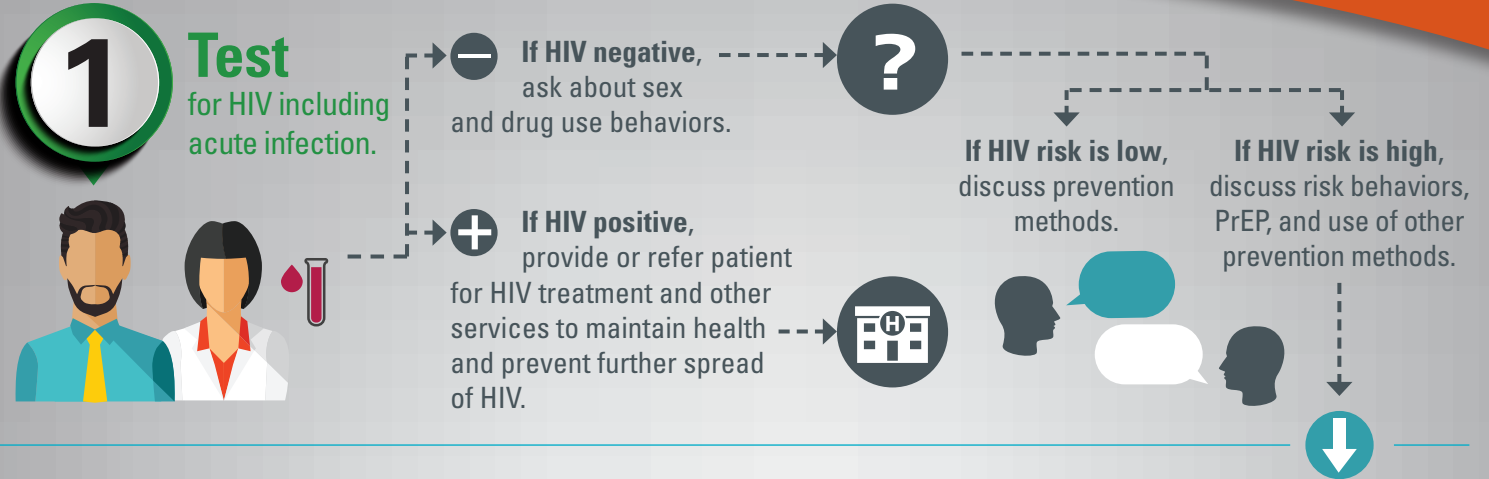 1
Test
for HIV including
acute infection.
If HIV negative,
ask about sex
and drug use behaviors.
?
If HIV risk is low,
discuss prevention
methods.
If HIV risk is high,
discuss risk behaviors,
PrEP, and use of other
prevention methods.
If HIV positive,
provide or refer patient
for HIV treatment and other
services to maintain health
and prevent further spread
of HIV.
H